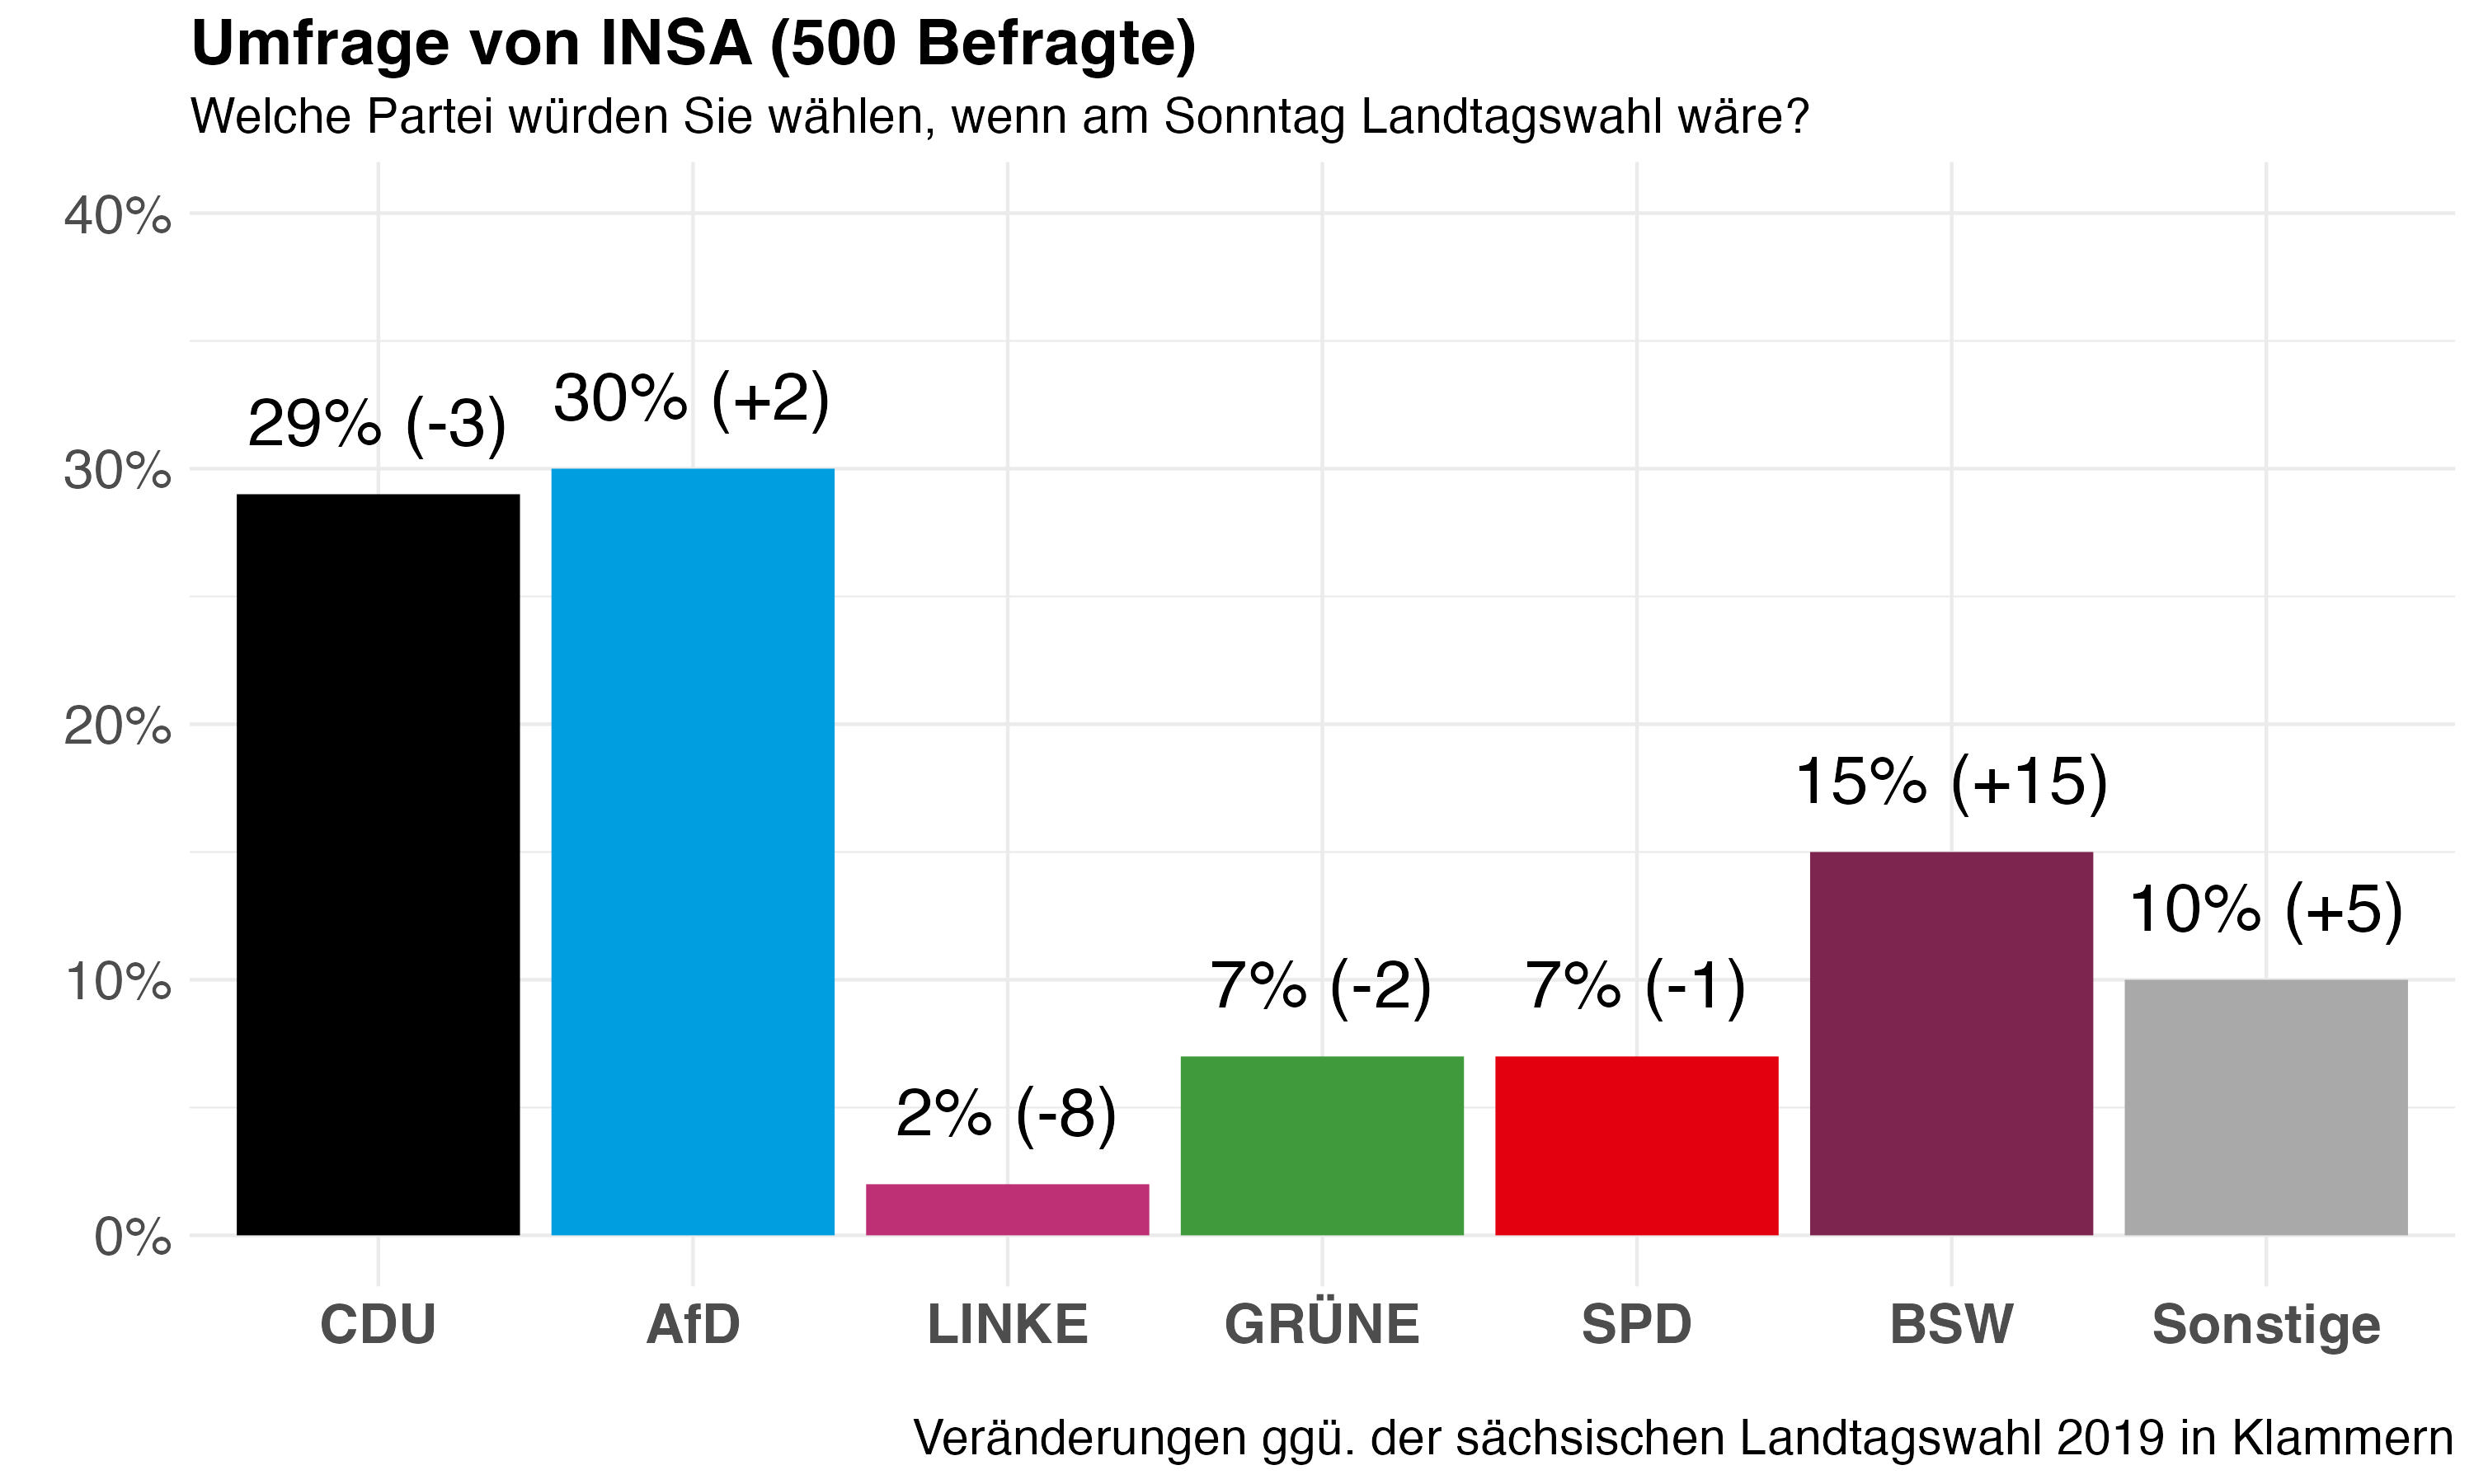 Umfrage von INSA (500 Befragte)
Welche Partei würden Sie wählen, wenn am Sonntag Landtagswahl wäre?
40%
30%
20%
10%
0%
29% (-3)
30% (+2)
2% (-8)
7% (-2)
7% (-1)
15% (+15)
10% (+5)
CDU
AfD
LINKE
GRÜNE
SPD
BSW
Sonstige
Veränderungen ggü. der sächsischen Landtagswahl 2019 in Klammern